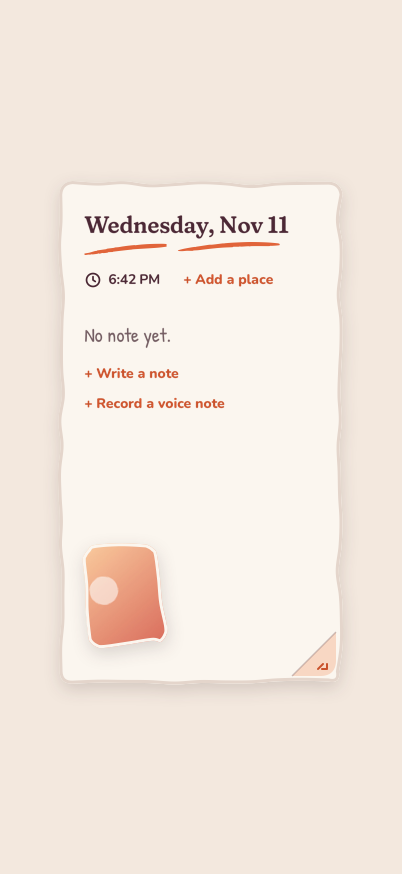 Wednesday, Nov 11
6:42 PM + Add a place
No note yet.
+ Write a note
+ Record a voice note